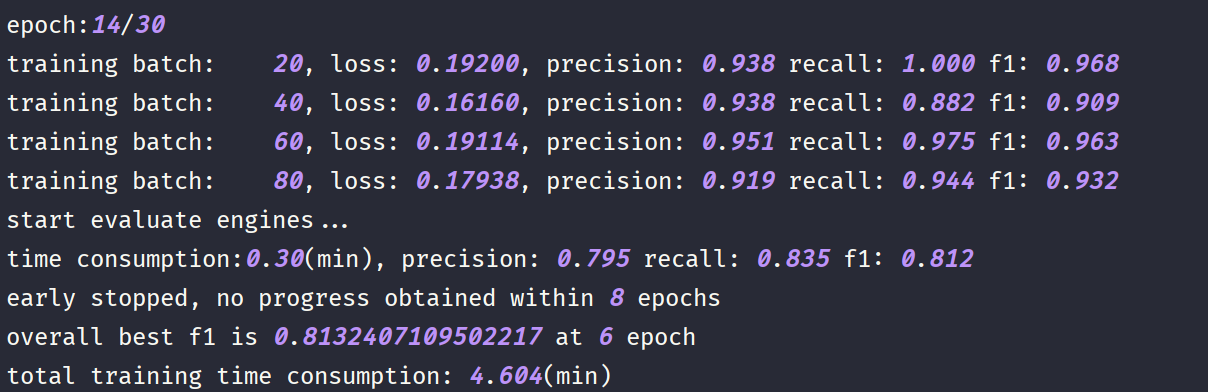 epoch:14/30
training batch:    20, loss: 0.19200, precision: 0.938 recall: 1.000 f1: 0.968
training batch:    40, loss: 0.16160, precision: 0.938 recall: 0.882 f1: 0.909
training batch:    60, loss: 0.19114, precision: 0.951 recall: 0.975 f1: 0.963
training batch:    80, loss: 0.17938, precision: 0.919 recall: 0.944 f1: 0.932
start evaluate engines...
time consumption:0.30(min), precision: 0.795 recall: 0.835 f1: 0.812
early stopped, no progress obtained within 8 epochs
overall best f1 is 0.8132407109502217 at 6 epoch
total training time consumption: 4.604(min)